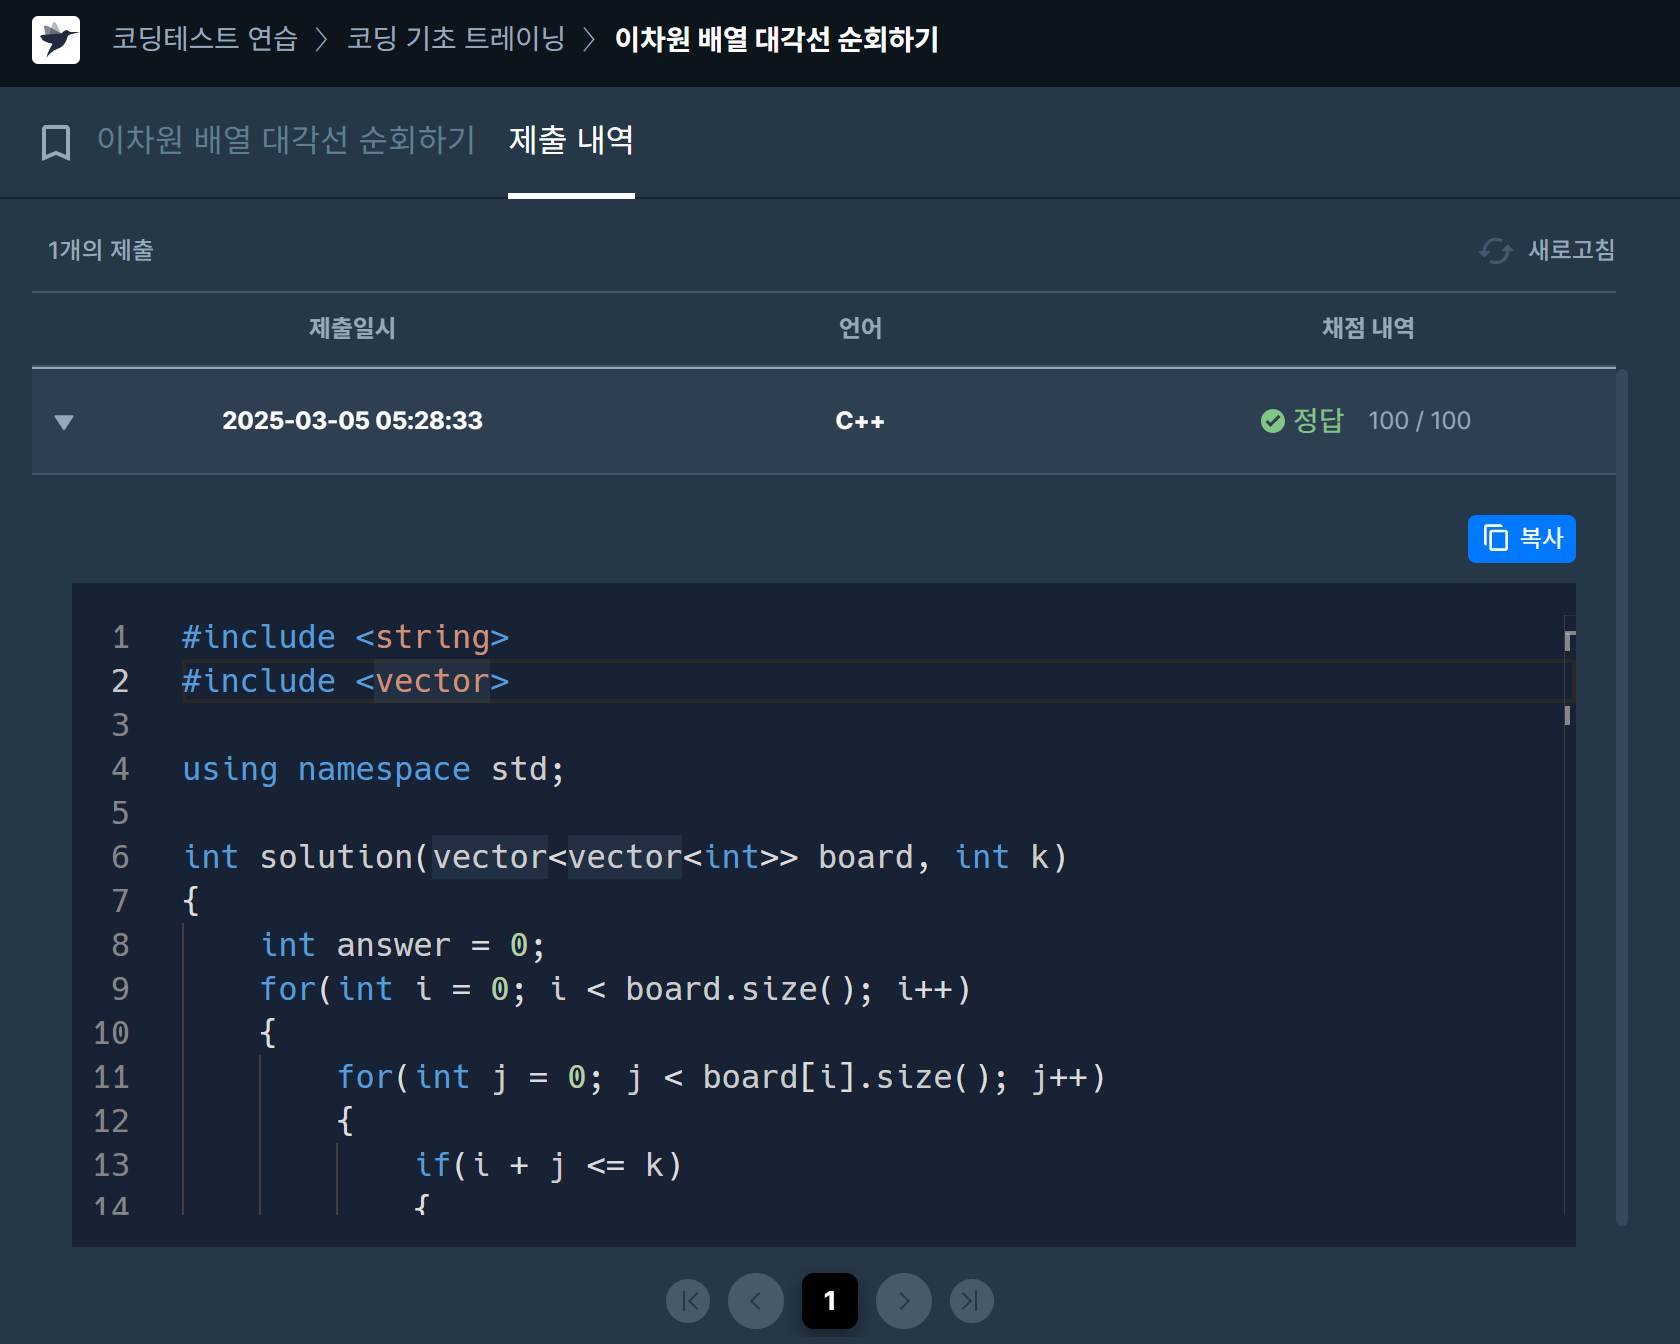 코딩테스트 연습 > 코딩 기초 트레이닝 > 이차원 배열 대각선 순회하기
이차원 배열 대각선 순회하기 제출 내역
1개의 제출 새로고침
제출일시 언어 채점 내역
2025-03-05 05:28:33 C++ 정답 100 / 100
복사
1 #include <string>
2 #include <vector>
3
4 using namespace std;
5
6 int solution(vector<vector<int>> board, int k)
7 {
8 int answer = 0;
9 for(int i = 0; i < board.size(); i++)
10 {
11 for(int j = 0; j < board[i].size(); j++)
12 {
13 if(i + j <= k)
14 {
1